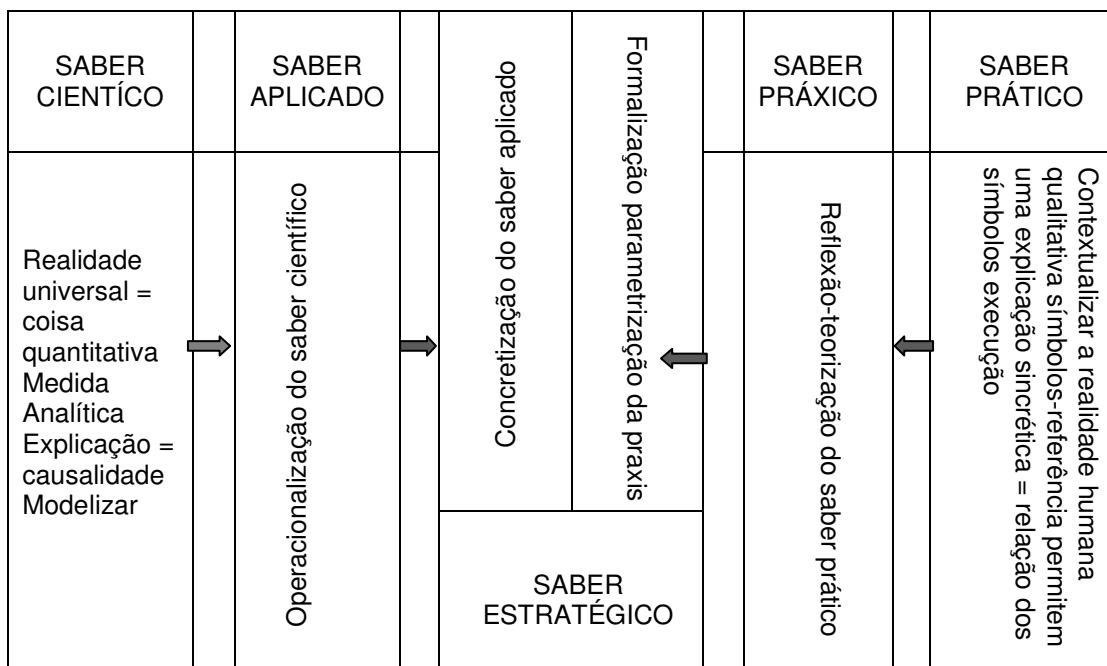 SABER
CIENTÍCO
SABER
APLICADO
Concretização do saber aplicado
Formalização parametrização da praxis
SABER
PRÁXICO
SABER
PRÁTICO
Realidade
universal =
coisa
quantitativa
Medida
Analítica
Explicação =
causalidade
Modelizar
Operacionalização do saber científico
Reflexão-teorização do saber prático
Contextualizar a realidade humana
qualitativa símbolos-referência permitem
uma explicação sincrética = relação dos
símbolos execução
SABER
ESTRATÉGICO